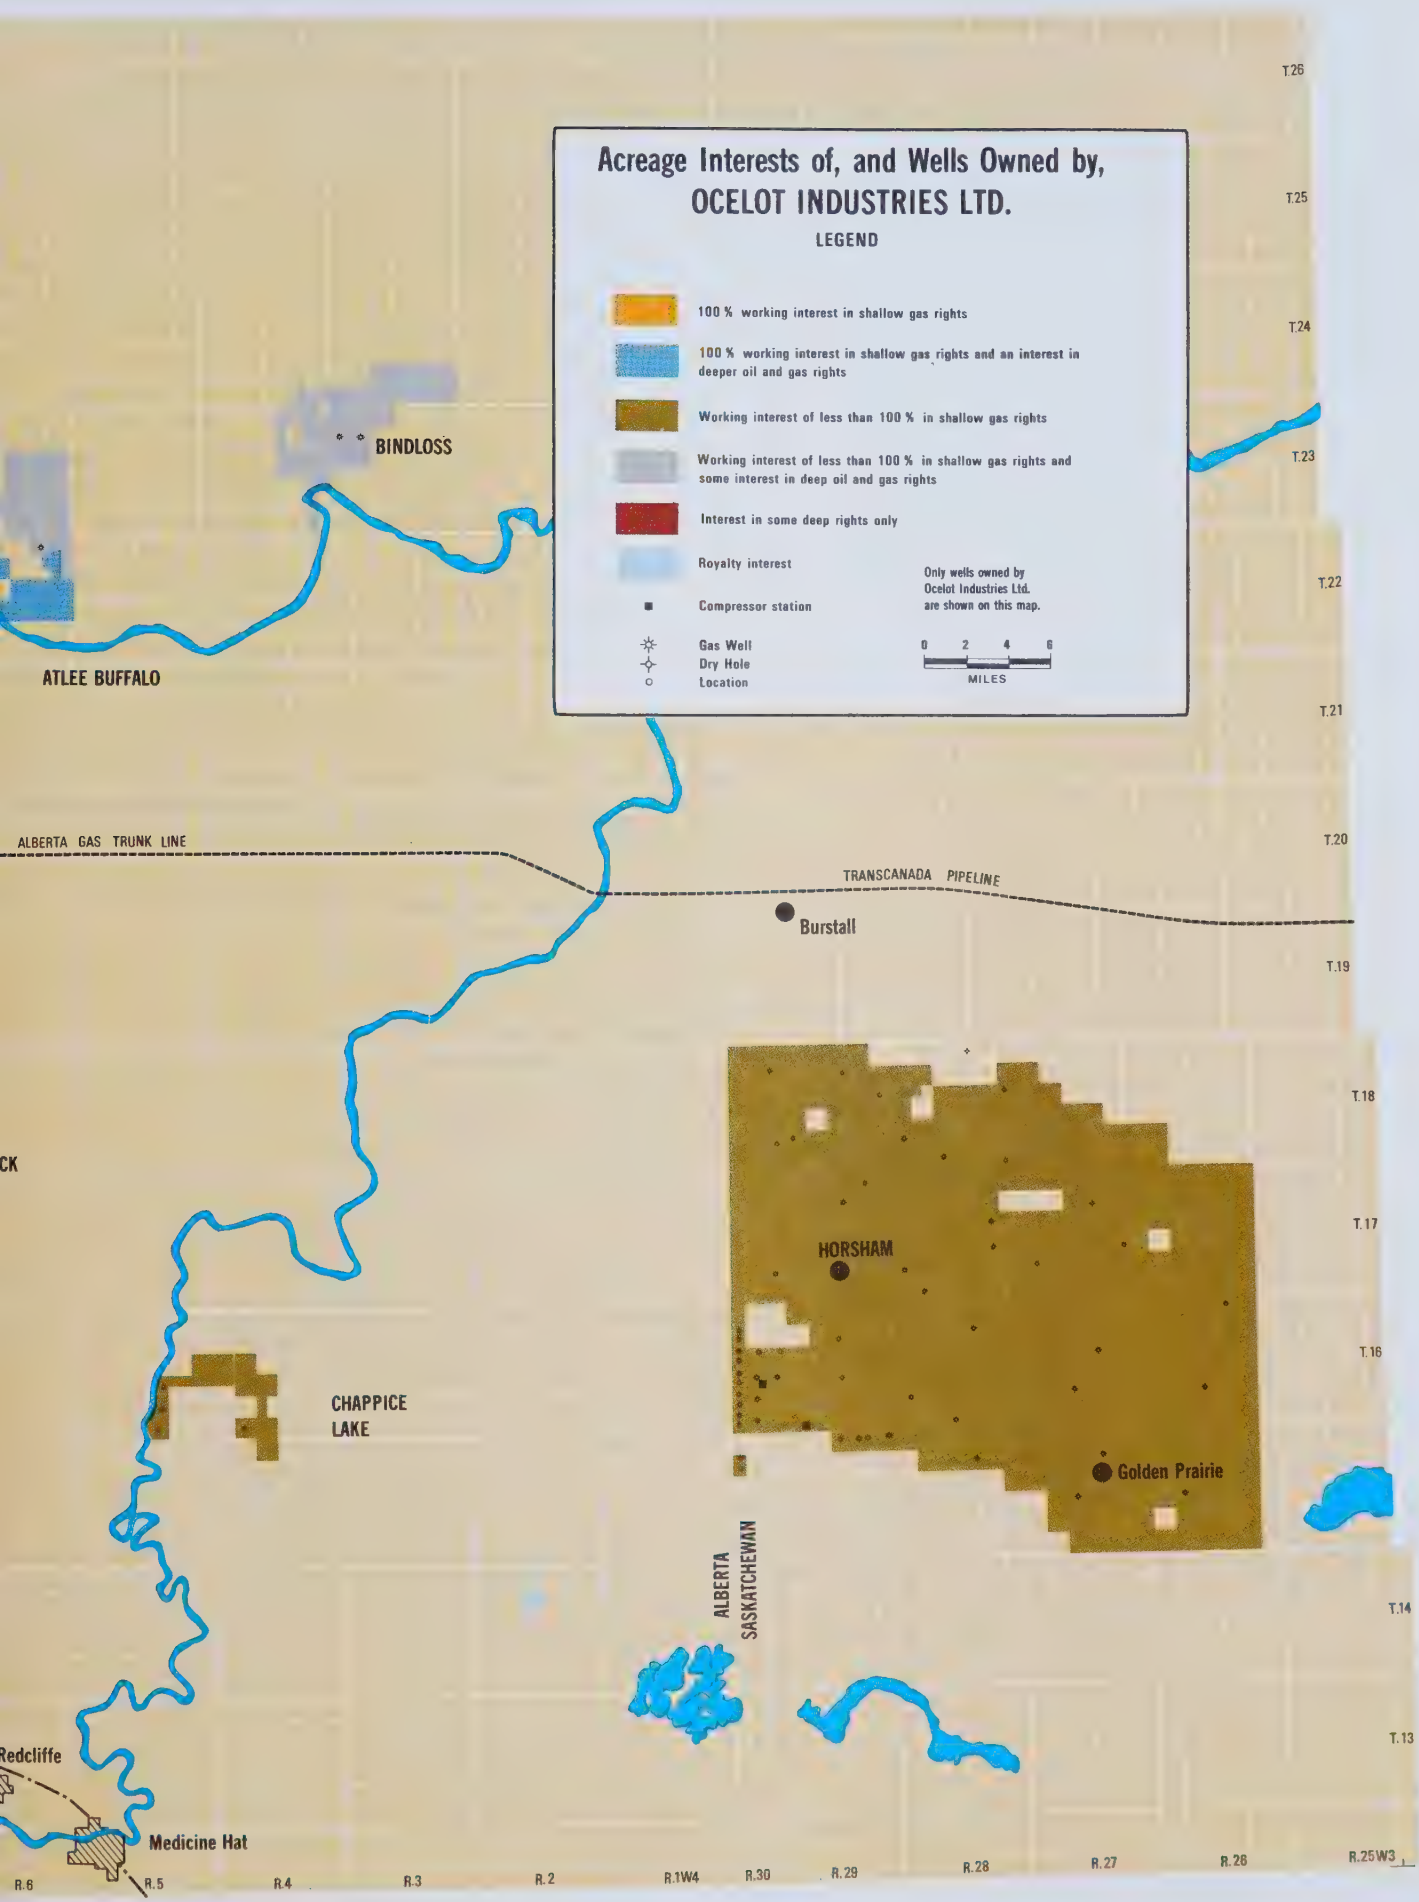 T.26
Acreage Interests of, and Wells Owned by,
OCELOT INDUSTRIES LTD.
LEGEND
T.25
100 % working interest in shallow gas rights
T.24
100 % working interest in shallow gas rights and an interest in
deeper oil and gas rights
Working interest of less than 100 % in shallow gas rights
BINDLOSS
T.23
Working interest of less than 100 % in shallow gas rights and
some interest in deep oil and gas rights
Interest in some deep rights only
Royalty interest
Only wells owned by
Ocelot Industries Ltd.
are shown on this map.
T.22
Compressor station
Gas Well
Dry Hole
Location
0 2 4 6
MILES
ATLEE BUFFALO
T.21
ALBERTA GAS TRUNK LINE
T.20
TRANSCANADA PIPELINE
Burstall
T.19
T.18
CK
T.17
HORSHAM
T.16
CHAPPICE
LAKE
Golden Prairie
ALBERTA
SASKATCHEWAN
T.14
T.13
Redcliffe
Medicine Hat
R.6
R.5
R.4
R.3
R.2
R.1W4
R.30
R.29
R.28
R.27
R.26
R.25W3